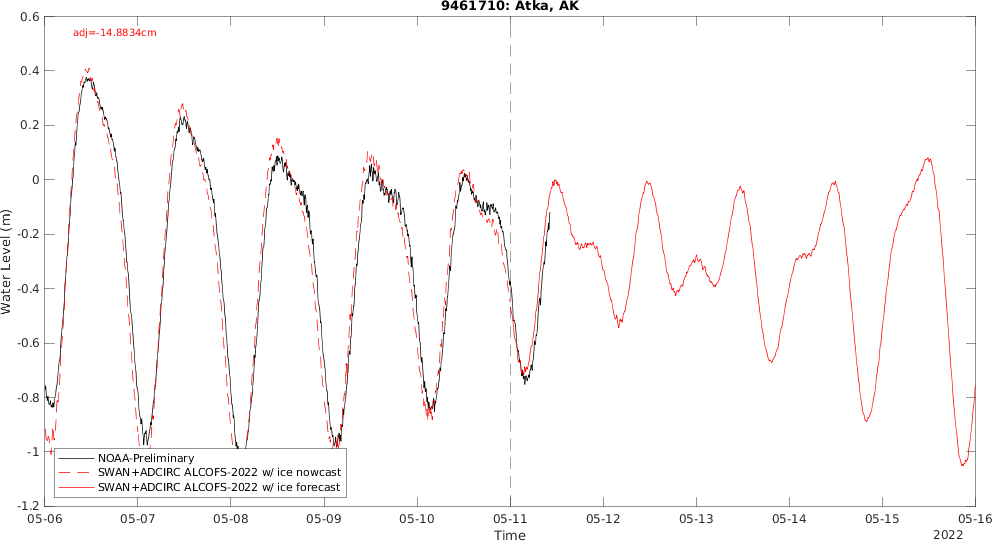 9461710: Atka, AK
adj=-14.8834cm
0.6
0.4
0.2
0
-0.2
-0.4
-0.6
-0.8
-1
-1.2
Water Level (m)
NOAA-Preliminary
SWAN+ADCIRC ALCOFS-2022 w/ ice nowcast
SWAN+ADCIRC ALCOFS-2022 w/ ice forecast
05-06 05-07 05-08 05-09 05-10 05-11 05-12 05-13 05-14 05-15 05-16
Time
2022